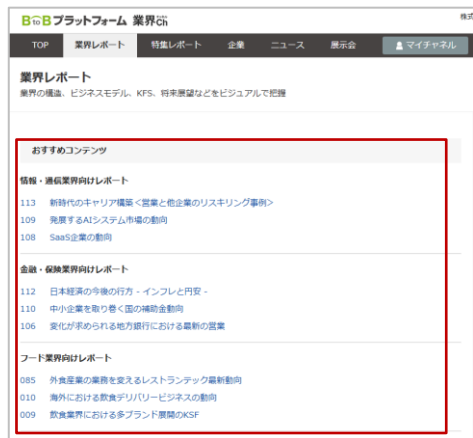 BtoBプラットフォーム 業界ch
株式
TOP 業界レポート 特集レポート 企業 ニュース 展示会 マイチャネル
業界レポート
業界の構造、ビジネスモデル、KFS、将来展望などをビジュアルで把握
おすすめコンテンツ
情報・通信業界向けレポート
113 新時代のキャリア構築<営業と他企業のリスキリング事例>
109 発展するAIシステム市場の動向
108 SaaS企業の動向
金融・保険業界向けレポート
112 日本経済の今後の行方 - インフレと円安 -
110 中小企業を取り巻く国の補助金動向
106 変化が求められる地方銀行における最新の営業
フード業界向けレポート
085 外食産業の業務を変えるレストランテック最新動向
010 海外における飲食デリバリービジネスの動向
009 飲食業界における多ブランド展開のKSF